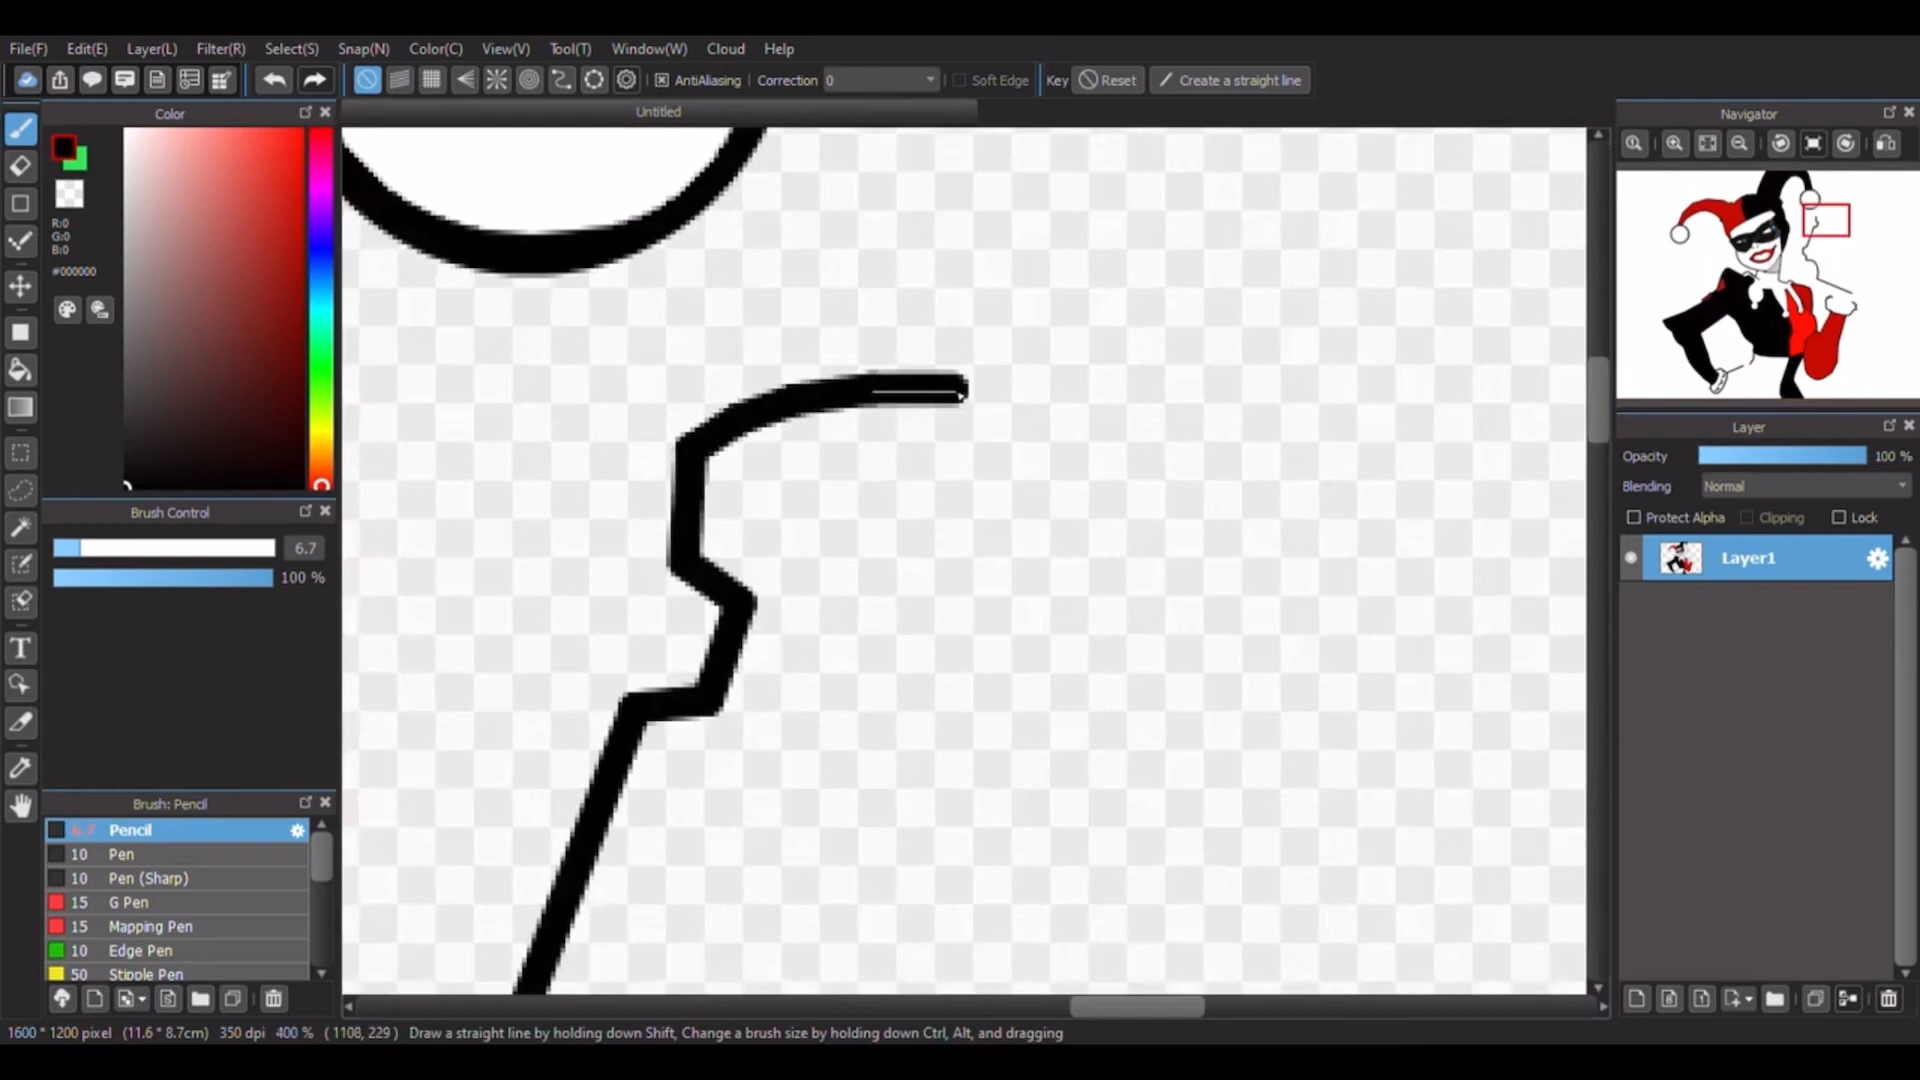 File(F) Edit(E) Layer(L) Filter(R) Select(S) Snap(N) Color(C) View(V) Tool(T) Window(W) Cloud Help
AntiAliasing Correction 0 Soft Edge Key Reset Create a straight line
Color
Untitled
Navigator
R:0
G:0
B:0
#000000
Layer
Opacity 100 %
Blending Normal
Protect Alpha Clipping Lock
Layer1
Brush Control
6.7
100 %
Brush: Pencil
6.7 Pencil
10 Pen
10 Pen (Sharp)
15 G Pen
15 Mapping Pen
10 Edge Pen
50 Stipple Pen
1600 * 1200 pixel (11.6 * 8.7cm) 350 dpi 400 % ( 1108, 229 ) Draw a straight line by holding down Shift, Change a brush size by holding down Ctrl, Alt, and dragging